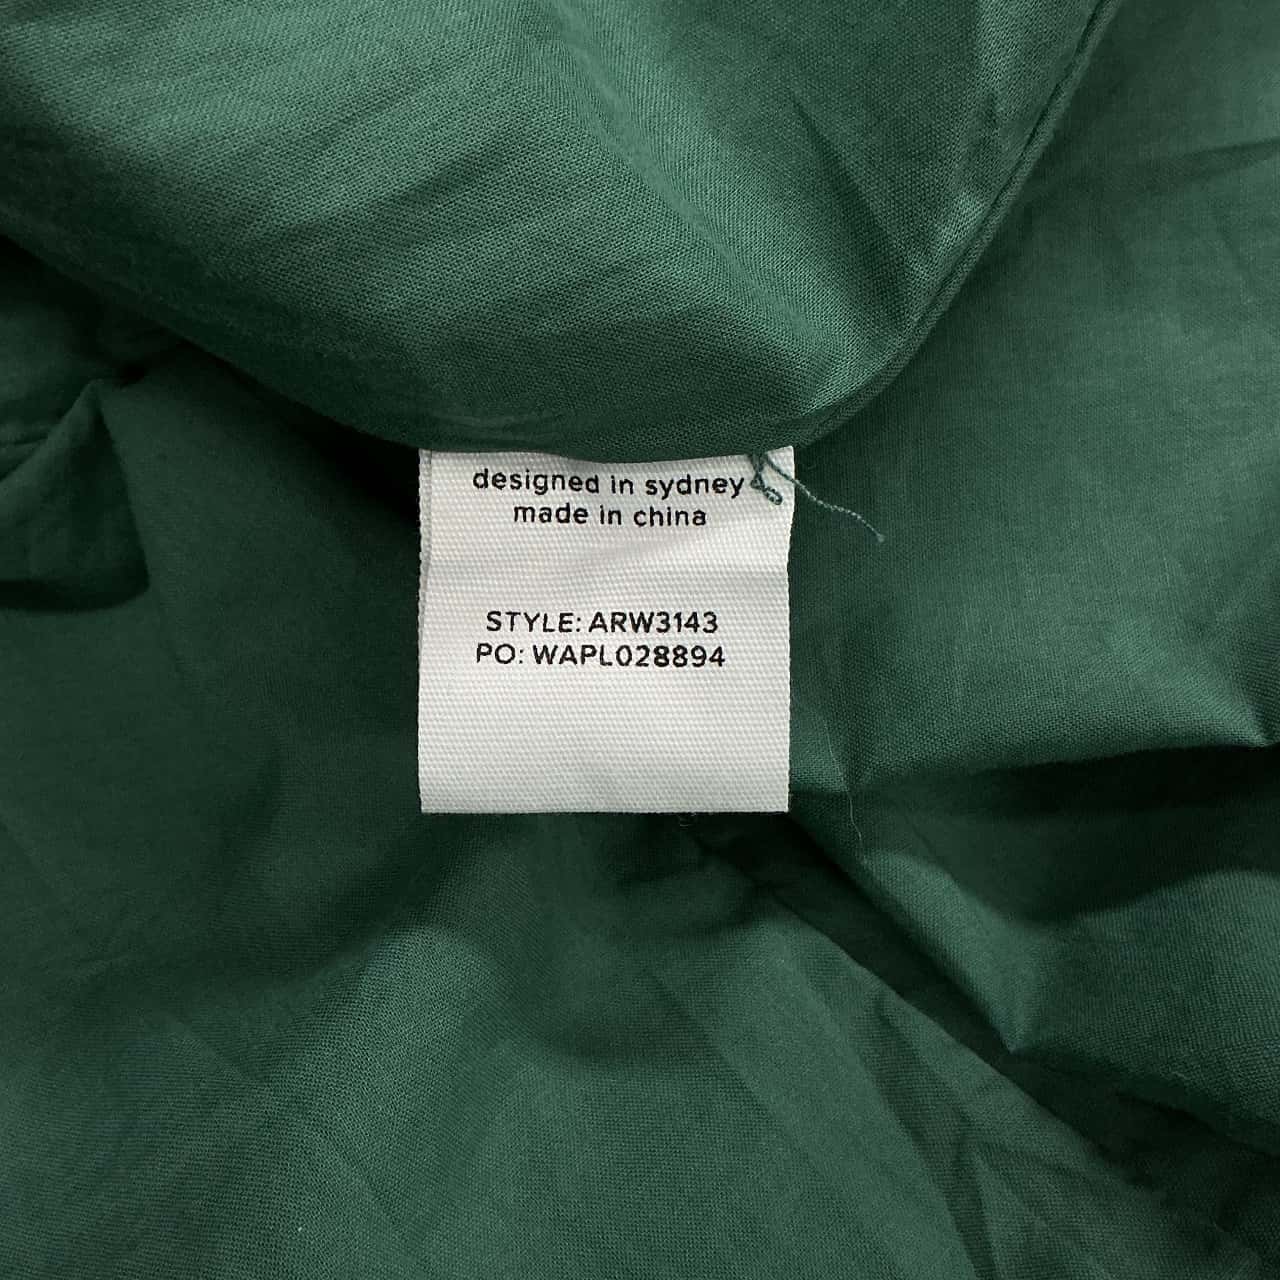 designed in sydney
made in china
STYLE: ARW3143
PO: WAPL028894